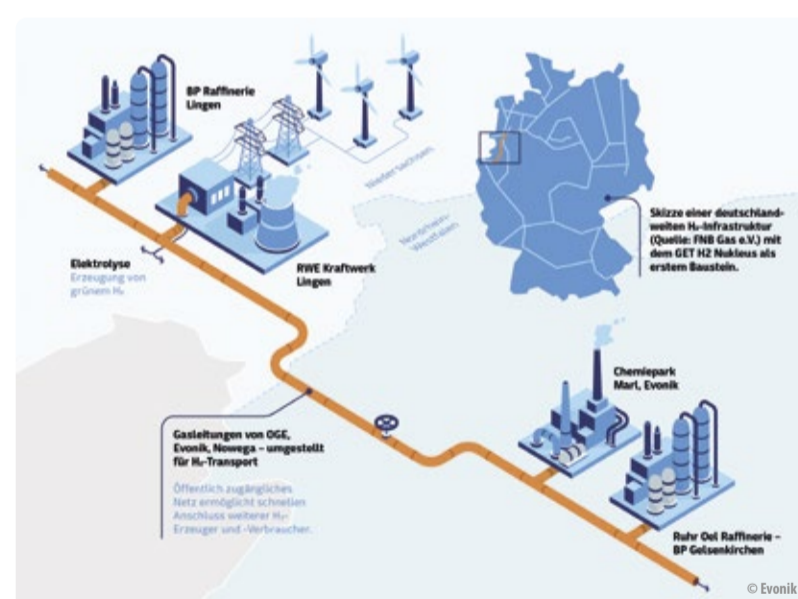 BP Raffinerie
Lingen
Niedersachsen
Nordrhein-
Westfalen
Skizze einer deutschland-
weiten H₂-Infrastruktur
(Quelle: FNB Gas e.V.) mit
dem GET H2 Nukleus als
erstem Baustein.
Elektrolyse
Erzeugung von
grünem H₂
RWE Kraftwerk
Lingen
Chemiepark
Marl, Evonik
Gasleitungen von OGE,
Evonik, Nowega – umgestellt
für H₂-Transport
Öffentlich zugängliches
Netz ermöglicht schnellen
Anschluss weiterer H₂-
Erzeuger und -Verbraucher.
Ruhr Oel Raffinerie –
BP Gelsenkirchen
© Evonik